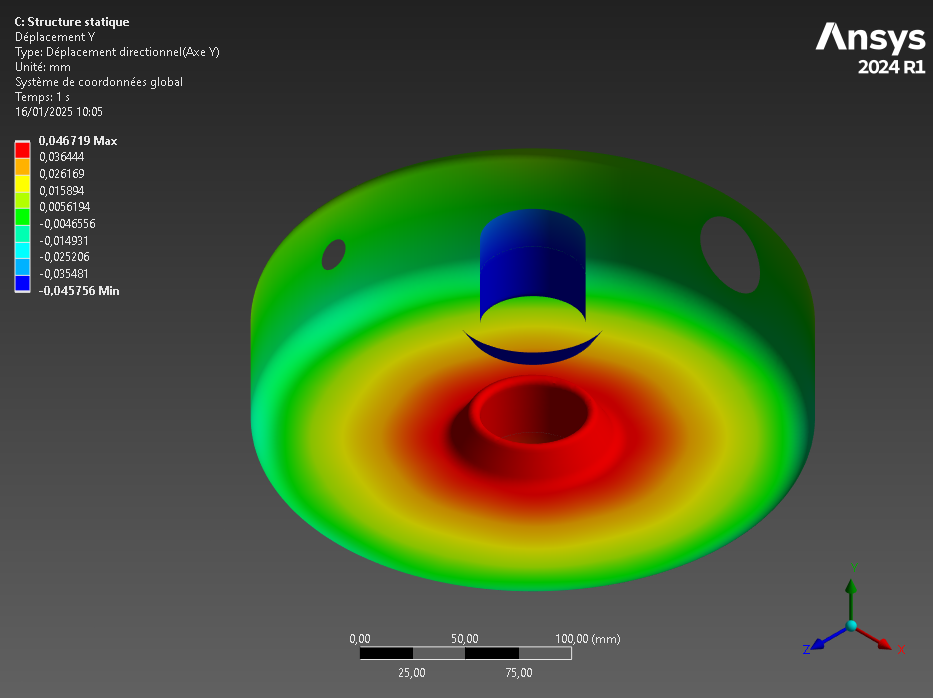 C: Structure statique
Déplacement Y
Type: Déplacement directionnel(Axe Y)
Unité: mm
Système de coordonnées global
Temps: 1 s
16/01/2025 10:05
0,046719 Max
0,036444
0,026169
0,015894
0,0056194
-0,0046556
-0,014931
-0,025206
-0,035481
-0,045756 Min
Ansys
2024 R1
0,00 50,00 100,00 (mm)
25,00 75,00
Y
Z X